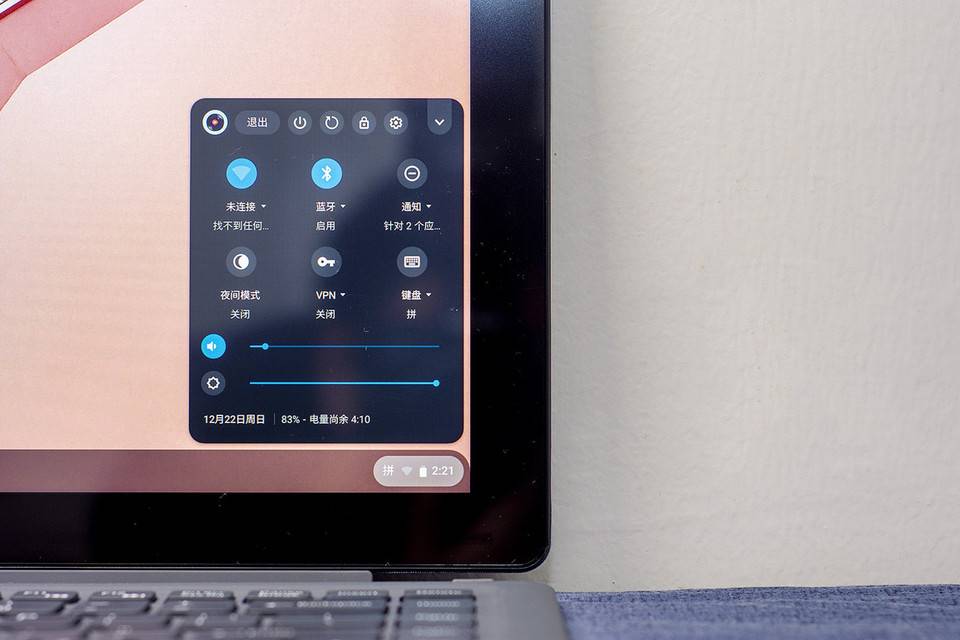 退出
未连接 蓝牙 通知
找不到任何... 启用 针对 2 个应...
夜间模式 VPN 键盘
关闭 关闭 拼
12月22日周日 83% - 电量尚余 4:10
拼 2:21